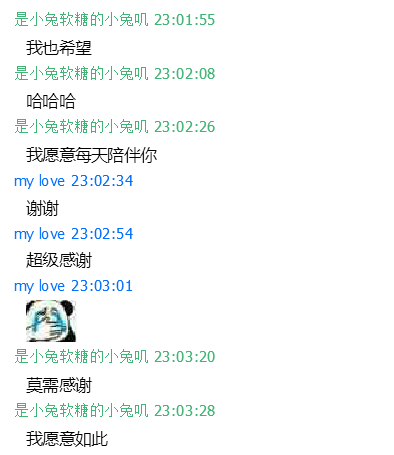 是小兔软糖的小兔叽 23:01:55
我也希望
是小兔软糖的小兔叽 23:02:08
哈哈哈
是小兔软糖的小兔叽 23:02:26
我愿意每天陪伴你
my love 23:02:34
谢谢
my love 23:02:54
超级感谢
my love 23:03:01
是小兔软糖的小兔叽 23:03:20
莫需感谢
是小兔软糖的小兔叽 23:03:28
我愿意如此